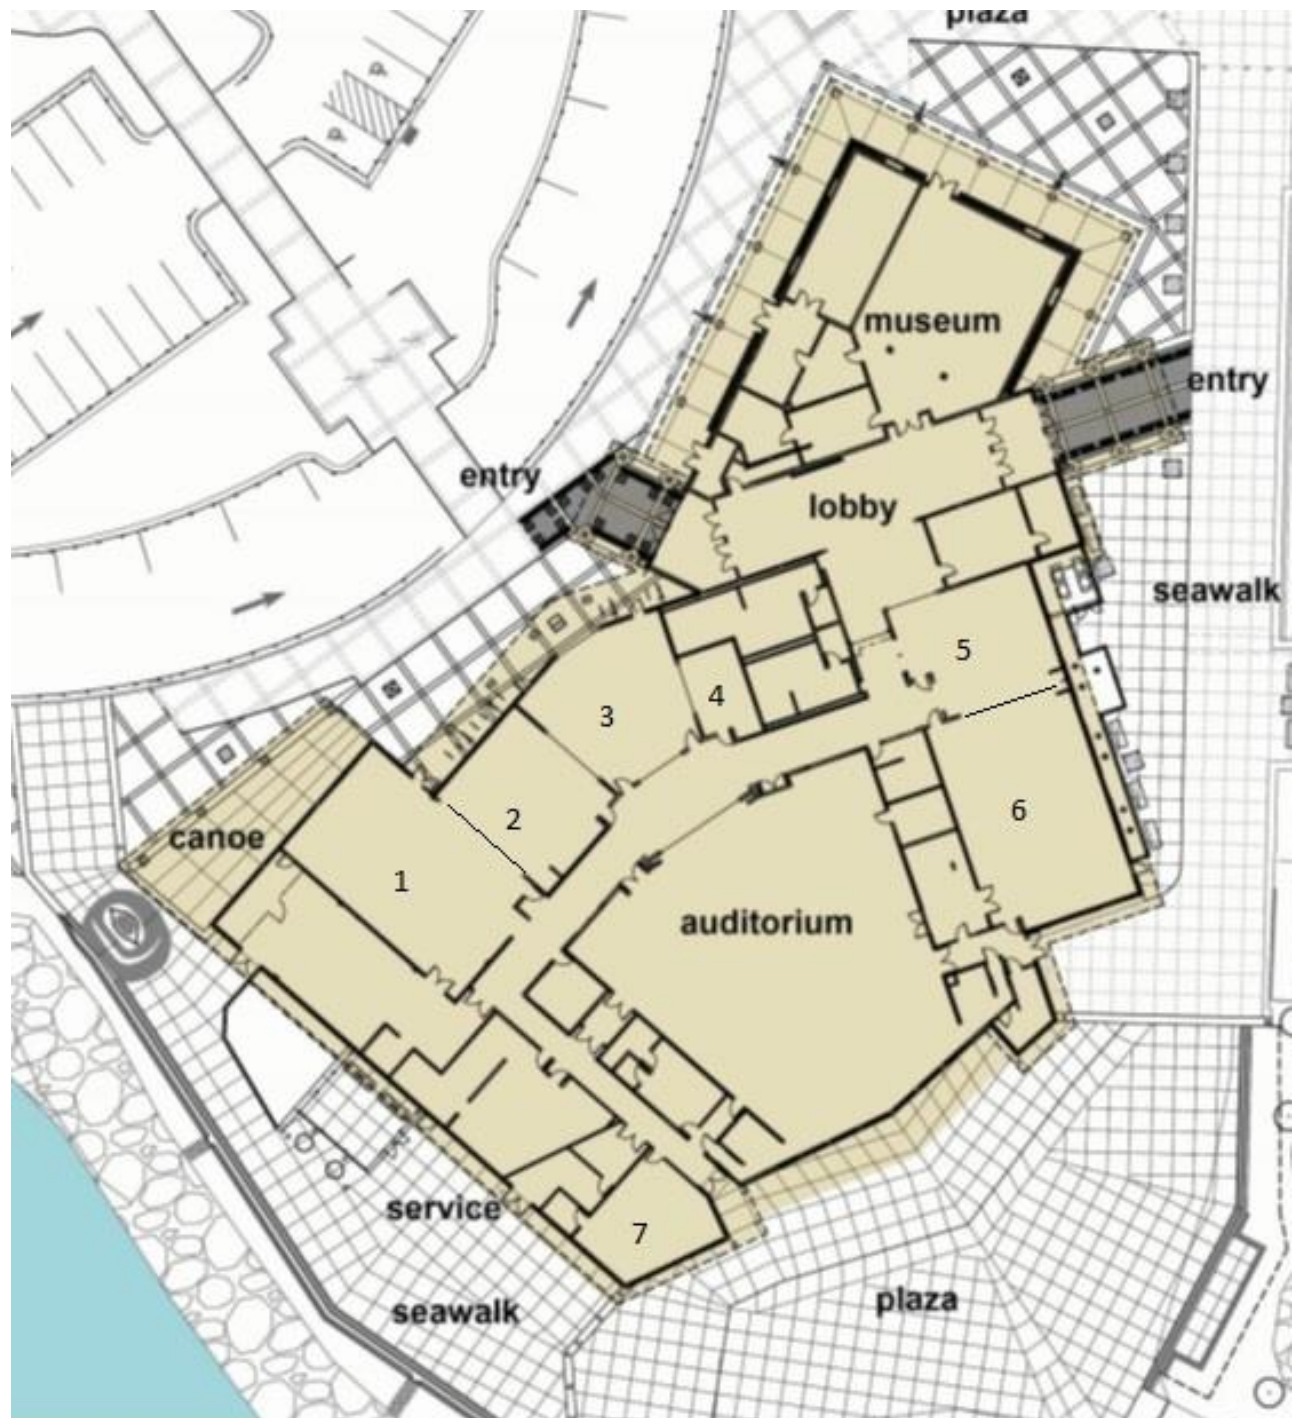 plaza
museum
entry
entry
lobby
seawalk
5
4
3
2
6
canoe
1
auditorium
service
7
plaza
seawalk